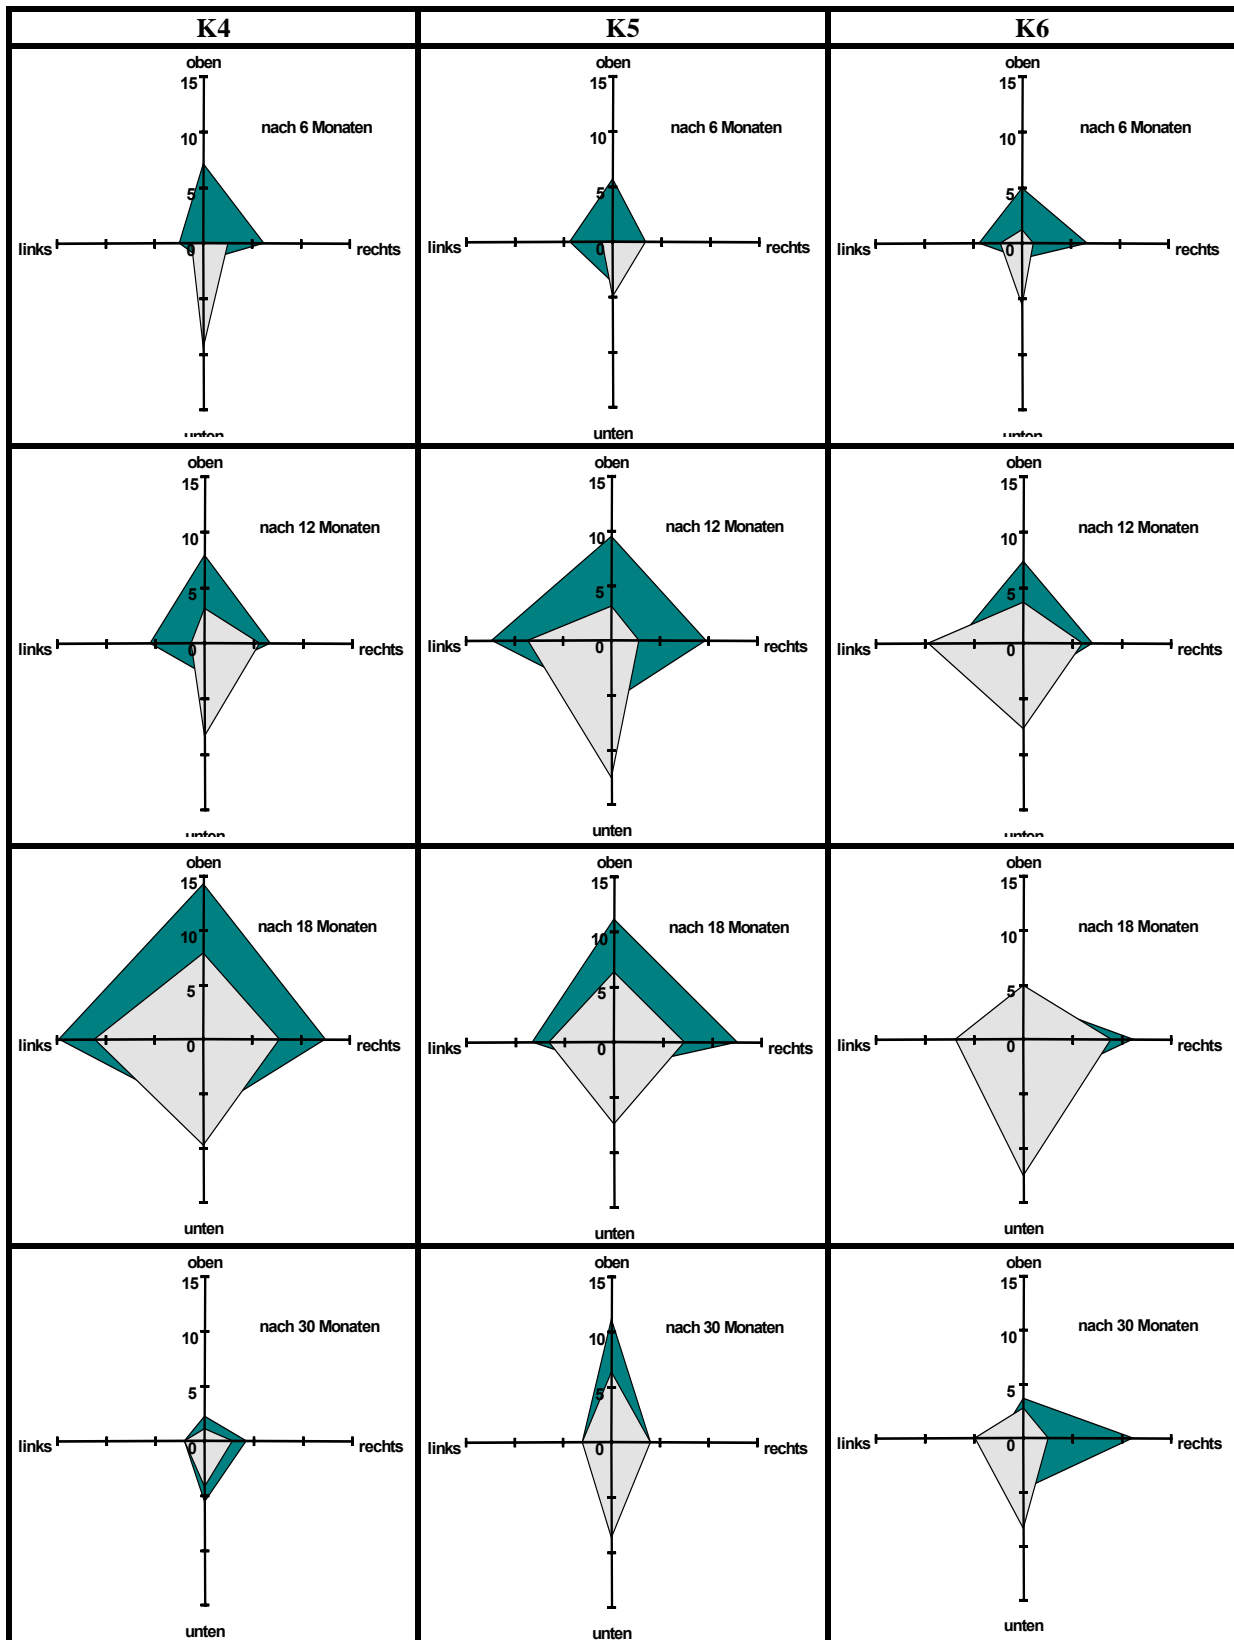 K4 K5 K6
oben oben oben
15 15 15
nach 6 Monaten nach 6 Monaten nach 6 Monaten
10 10 10
5 5 5
links 0 rechts links 0 rechts links 0 rechts
unten unten unten
oben oben oben
15 15 15
nach 12 Monaten nach 12 Monaten nach 12 Monaten
10 10 10
5 5 5
links 0 rechts links 0 rechts links 0 rechts
unten unten unten
oben oben oben
15 15 15
nach 18 Monaten nach 18 Monaten nach 18 Monaten
10 10 10
5 5 5
links 0 rechts links 0 rechts links 0 rechts
unten unten unten
oben oben oben
15 15 15
nach 30 Monaten nach 30 Monaten nach 30 Monaten
10 10 10
5 5 5
links 0 rechts links 0 rechts links 0 rechts
unten unten unten